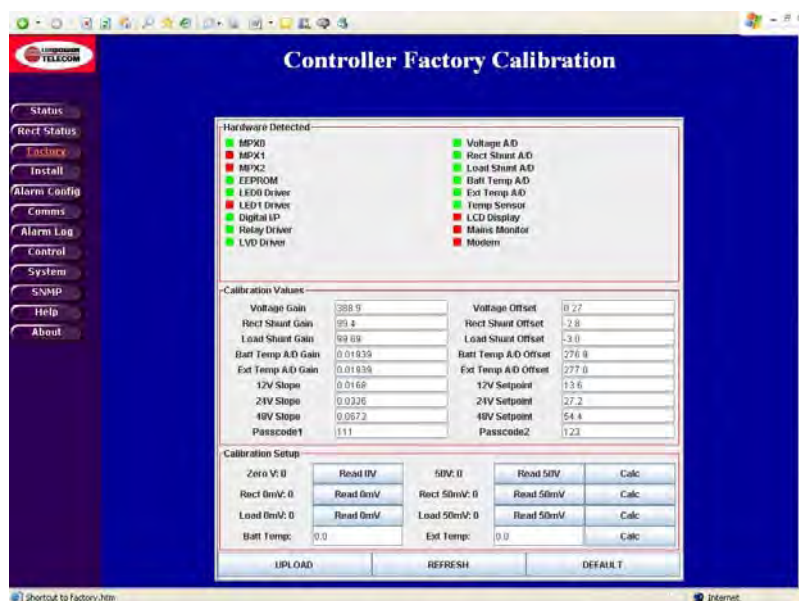 TELECOM
Controller Factory Calibration
Status
Rect Status
Factory
Install
Alarm Config
Comms
Alarm Log
Control
System
SNMP
Help
About
Hardware Detected
MPX0
MPX1
MPX2
EEPROM
LED0 Driver
LED1 Driver
Digital I/P
Relay Driver
LVD Driver
Voltage A/D
Rect Shunt A/D
Load Shunt A/D
Batt Temp A/D
Ext Temp A/D
Temp Sensor
LCD Display
Mains Monitor
Modem
Calibration Values
Voltage Gain 388.9 Voltage Offset 0.27
Rect Shunt Gain 99.4 Rect Shunt Offset -2.8
Load Shunt Gain 99.69 Load Shunt Offset -3.0
Batt Temp A/D Gain 0.01939 Batt Temp A/D Offset 276.9
Ext Temp A/D Gain 0.01939 Ext Temp A/D Offset 277.0
12V Slope 0.0168 12V Setpoint 13.6
24V Slope 0.0336 24V Setpoint 27.2
48V Slope 0.0673 48V Setpoint 54.4
Passcode1 111 Passcode2 123
Calibration Setup
Zero V: 0 Read 0V 50V: 0 Read 50V Calc
Rect 0mV: 0 Read 0mV Rect 50mV: 0 Read 50mV Calc
Load 0mV: 0 Read 0mV Load 50mV: 0 Read 50mV Calc
Batt Temp: 0.0 Ext Temp: 0.0 Calc
UPLOAD REFRESH DEFAULT
Shortcut to Factory.htm Internet